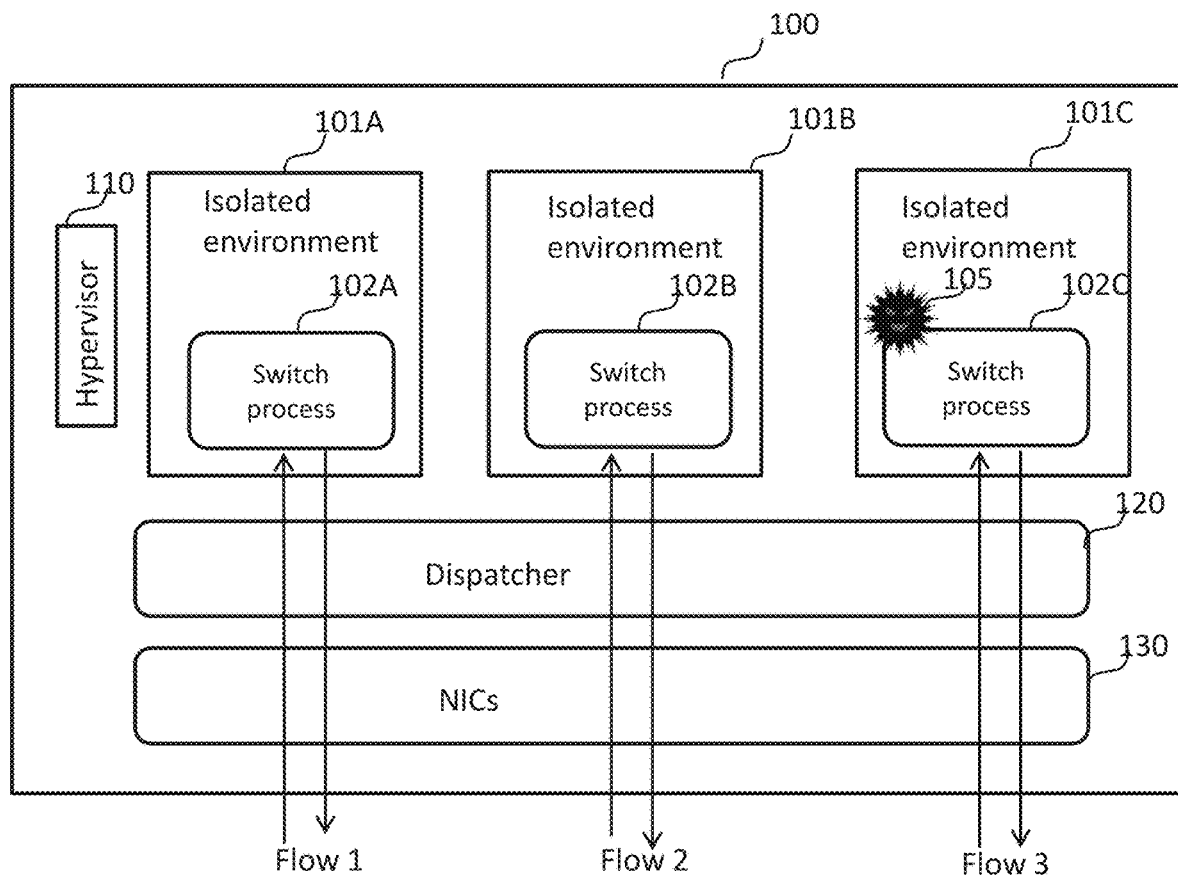 100
101A
101B
101C
110
Isolated
environment
Isolated
environment
Isolated
environment
Hypervisor
102A
102B
105
102C
Switch
process
Switch
process
Switch
process
120
Dispatcher
130
NICs
Flow 1
Flow 2
Flow 3